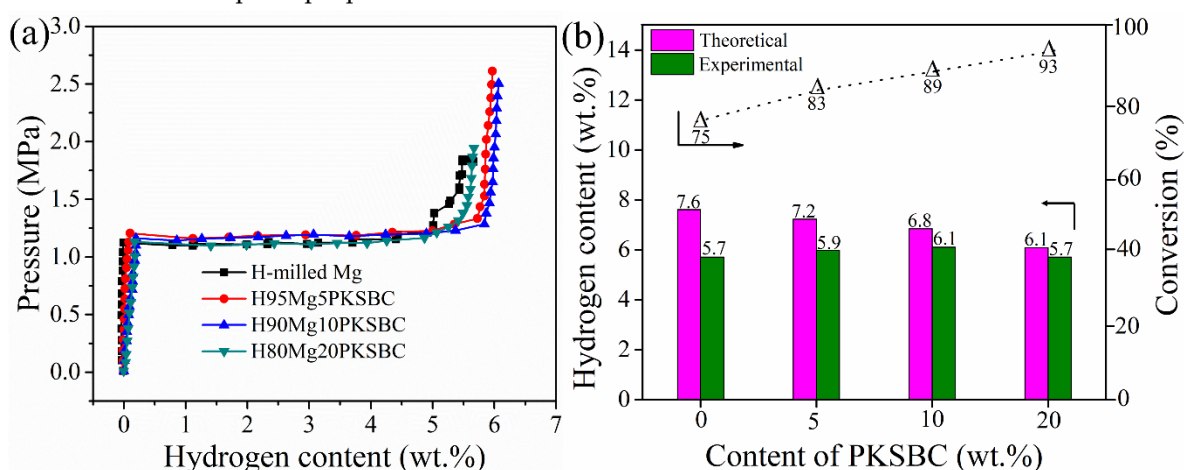 (a)
3.0
2.5
2.0
1.5
1.0
0.5
0.0
Pressure (MPa)
H-milled Mg
H95Mg5PKSBC
H90Mg10PKSBC
H80Mg20PKSBC
0 1 2 3 4 5 6 7
Hydrogen content (wt.%)
(b)
14
12
10
8
6
4
2
0
Hydrogen content (wt.%)
Theoretical
Experimental
Δ Δ Δ Δ
75 83 89 93
7.6 7.2 6.8 6.1
5.7 5.9 6.1 5.7
100
80
60
40
20
0
Conversion (%)
0 5 10 20
Content of PKSBC (wt.%)